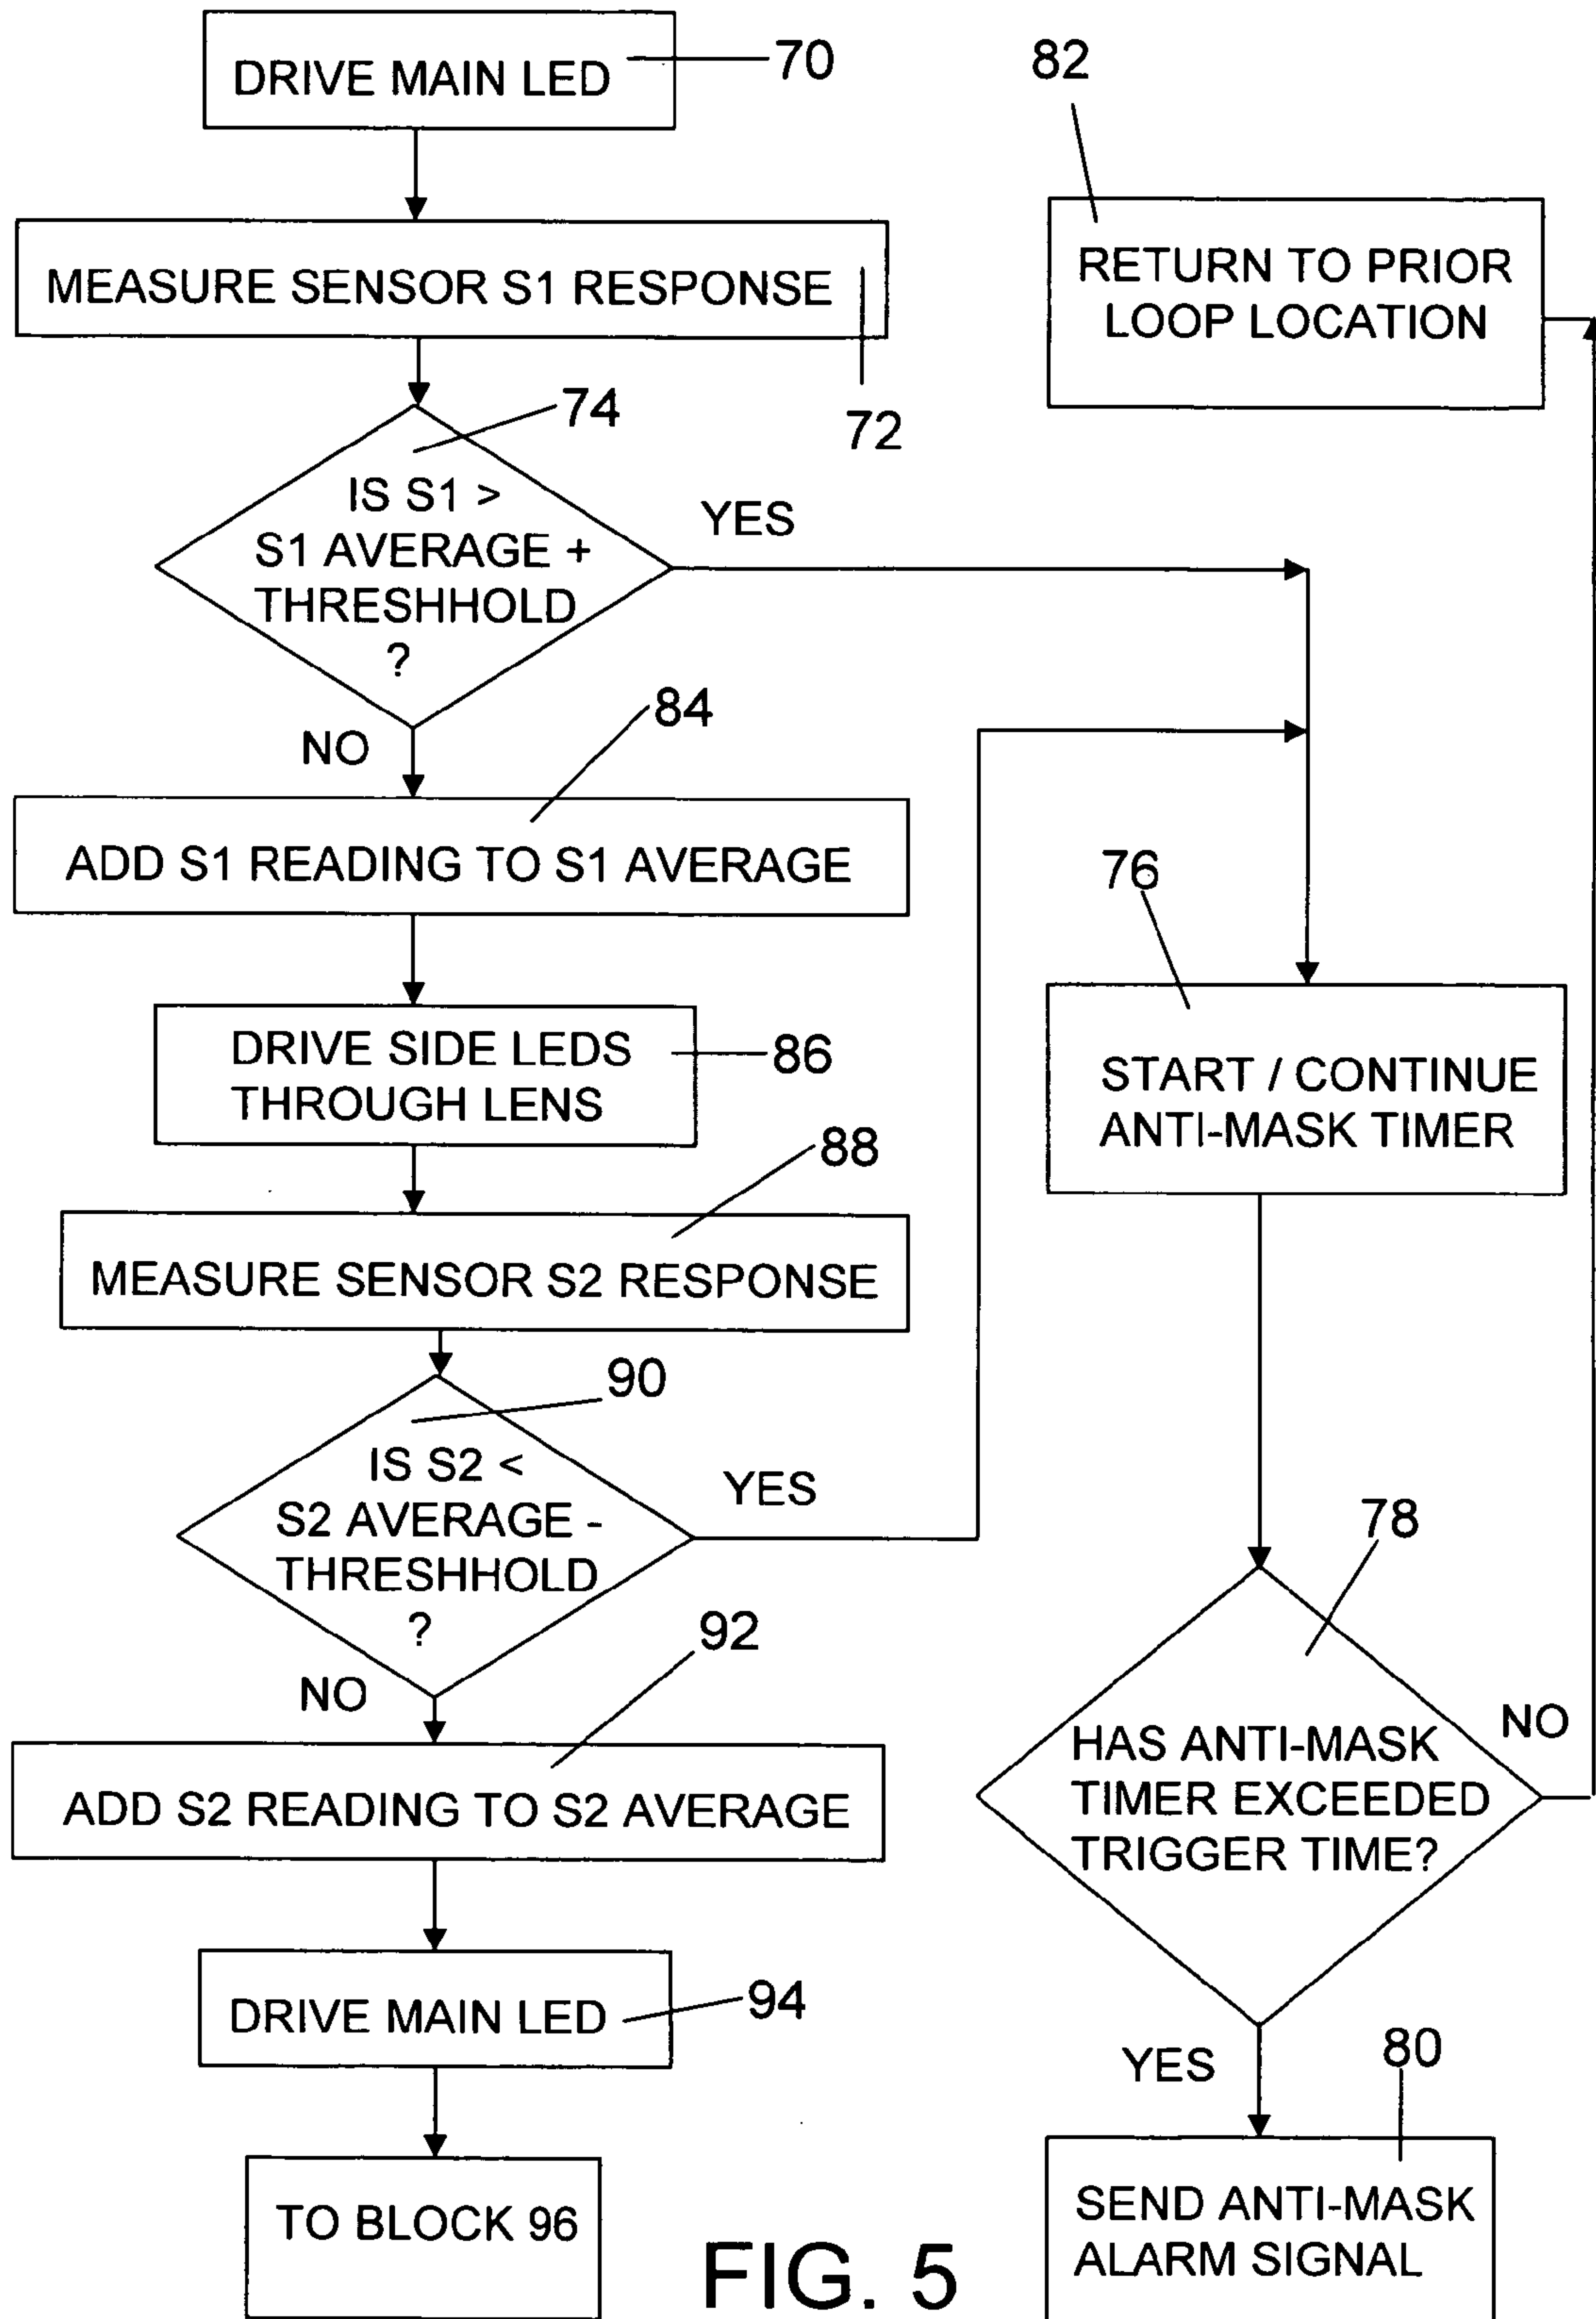 DRIVE MAIN LED
70
MEASURE SENSOR S1 RESPONSE
72
74
IS S1 >
S1 AVERAGE +
THRESHHOLD
?
YES
NO
84
ADD S1 READING TO S1 AVERAGE
DRIVE SIDE LEDS
THROUGH LENS
86
88
MEASURE SENSOR S2 RESPONSE
90
IS S2 <
S2 AVERAGE -
THRESHHOLD
?
YES
NO
92
ADD S2 READING TO S2 AVERAGE
DRIVE MAIN LED
94
TO BLOCK 96
82
RETURN TO PRIOR
LOOP LOCATION
76
START / CONTINUE
ANTI-MASK TIMER
78
HAS ANTI-MASK
TIMER EXCEEDED
TRIGGER TIME?
NO
YES
80
SEND ANTI-MASK
ALARM SIGNAL
FIG. 5